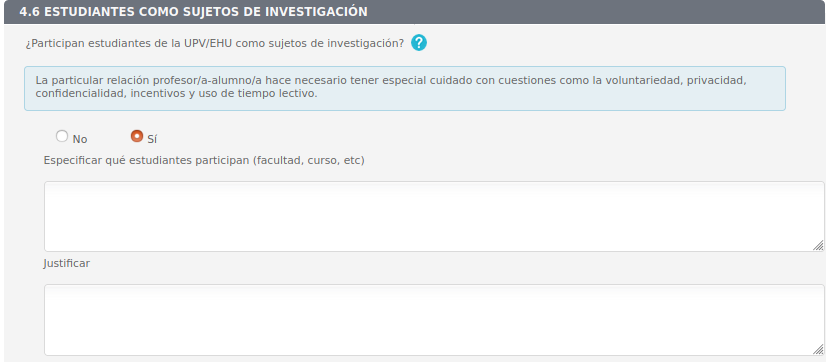 4.6 ESTUDIANTES COMO SUJETOS DE INVESTIGACIÓN
¿Participan estudiantes de la UPV/EHU como sujetos de investigación? ?
La particular relación profesor/a-alumno/a hace necesario tener especial cuidado con cuestiones como la voluntariedad, privacidad,
confidencialidad, incentivos y uso de tiempo lectivo.
No Sí
Especificar qué estudiantes participan (facultad, curso, etc)
Justificar